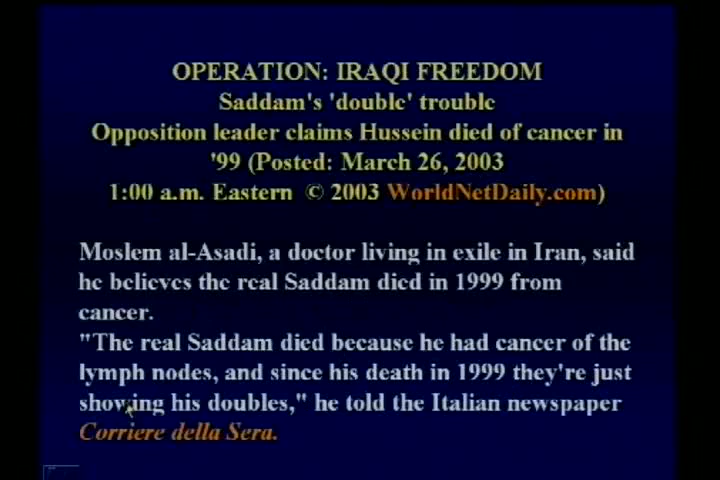 OPERATION: IRAQI FREEDOM
Saddam's 'double' trouble
Opposition leader claims Hussein died of cancer in
'99 (Posted: March 26, 2003
1:00 a.m. Eastern © 2003 WorldNetDaily.com)
Moslem al-Asadi, a doctor living in exile in Iran, said
he believes the real Saddam died in 1999 from
cancer.
"The real Saddam died because he had cancer of the
lymph nodes, and since his death in 1999 they're just
showing his doubles," he told the Italian newspaper
Corriere della Sera.